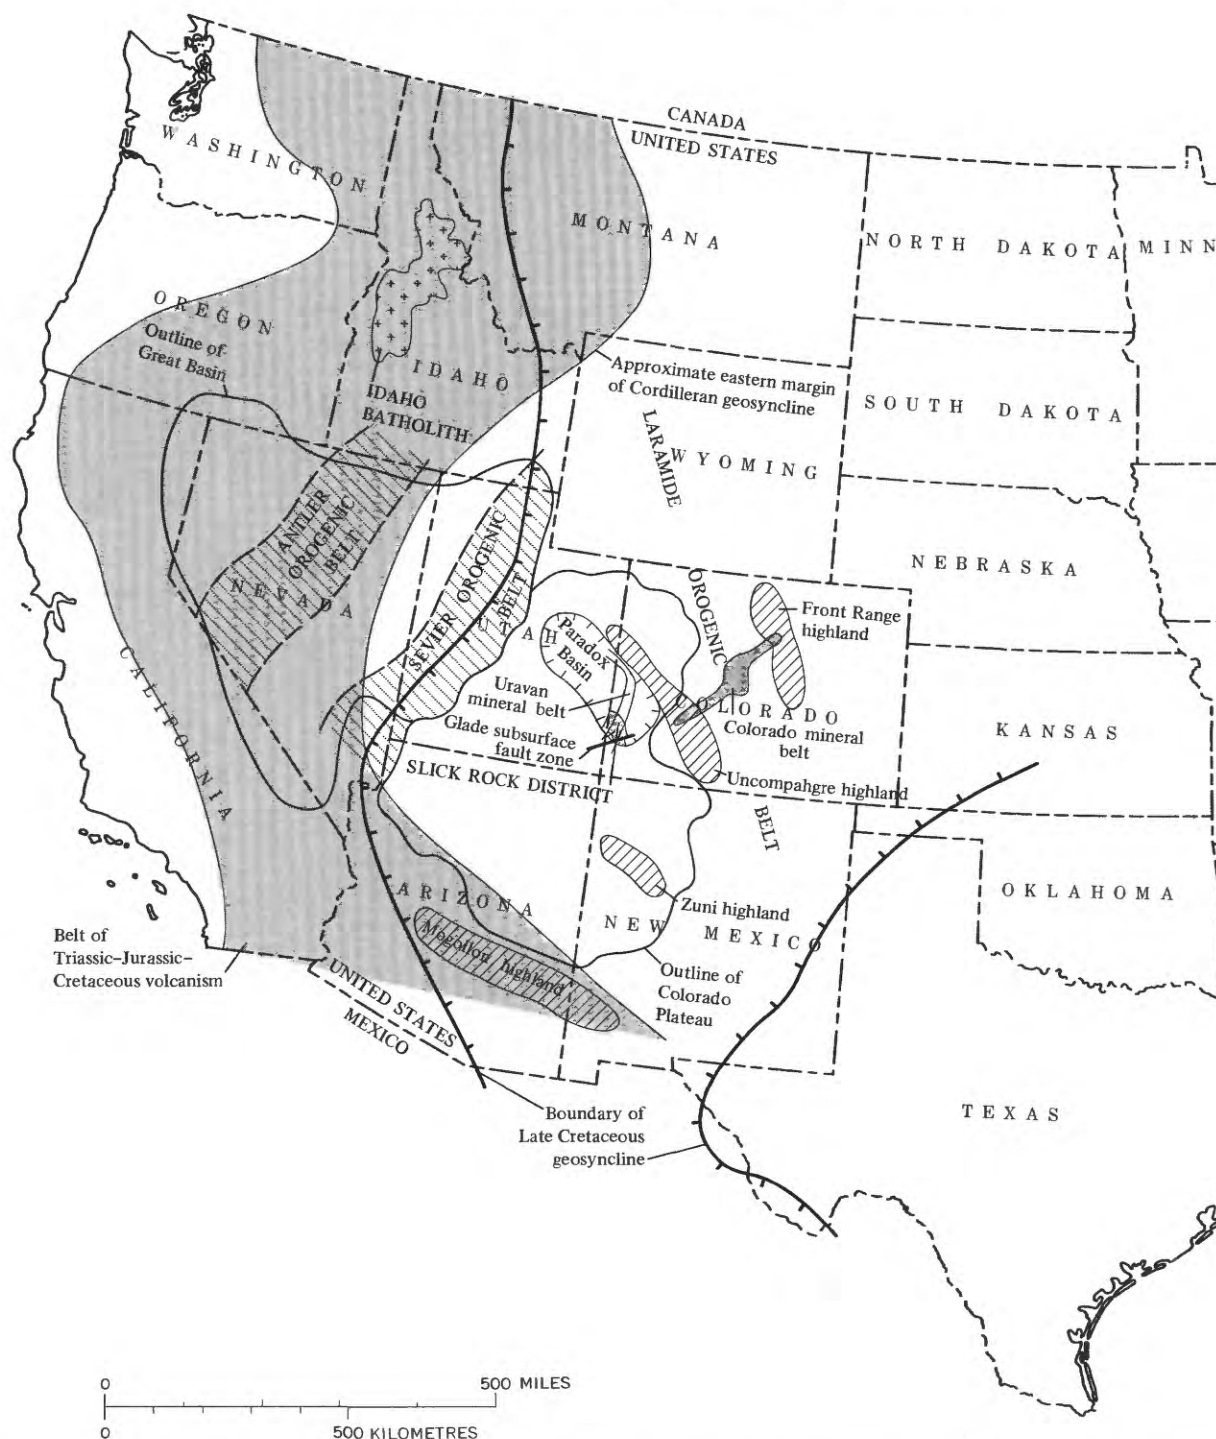 CANADA
UNITED STATES
WASHINGTON
MONTANA
NORTH DAKOTA
MINN
OREGON
Outline of
Great Basin
IDAHO
IDAHO
BATHOLITH
Approximate eastern margin
of Cordilleran geosyncline
SOUTH DAKOTA
LARAMIDE
WYOMING
ANTLER
OROGENIC
BELT
NEVADA
SEVIER OROGENIC
BELT
UTAH
NEBRASKA
OROGENIC
Front Range
highland
Paradox
Basin
Uravan
mineral belt
Glade subsurface
fault zone
COLORADO
Colorado mineral
belt
KANSAS
CALIFORNIA
SLICK ROCK DISTRICT
Uncompahgre highland
BELT
ARIZONA
Zuni highland
NEW MEXICO
OKLAHOMA
Mogollon highland
Belt of
Triassic–Jurassic–
Cretaceous volcanism
UNITED STATES
MEXICO
Outline of
Colorado
Plateau
Boundary of
Late Cretaceous
geosyncline
TEXAS
0 500 MILES
0 500 KILOMETRES